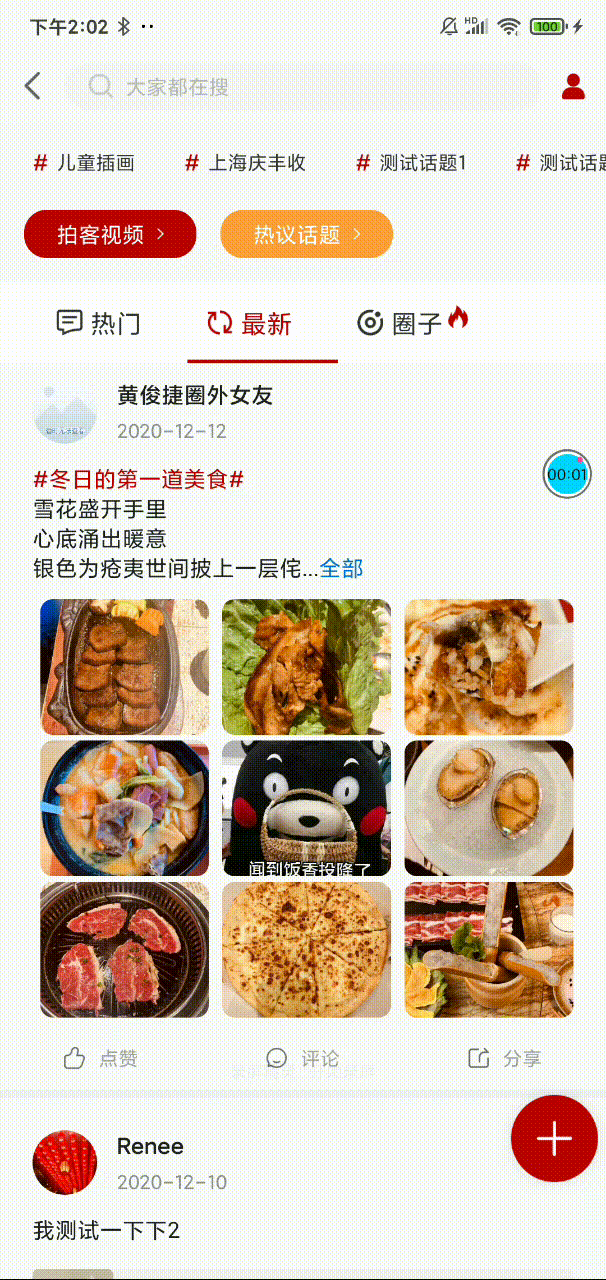 下午2:02
HD
100
大家都在搜
# 儿童插画 # 上海庆丰收 # 测试话题1 # 测试话题
拍客视频 热议话题
热门 最新 圈子
黄俊捷圈外女友
2020-12-12
00:01
#冬日的第一道美食#
雪花盛开手里
心底涌出暖意
银色为疮夷世间披上一层侘...全部
闻到饭香投降了
点赞 评论 分享
Renee
2020-12-10
我测试一下下2